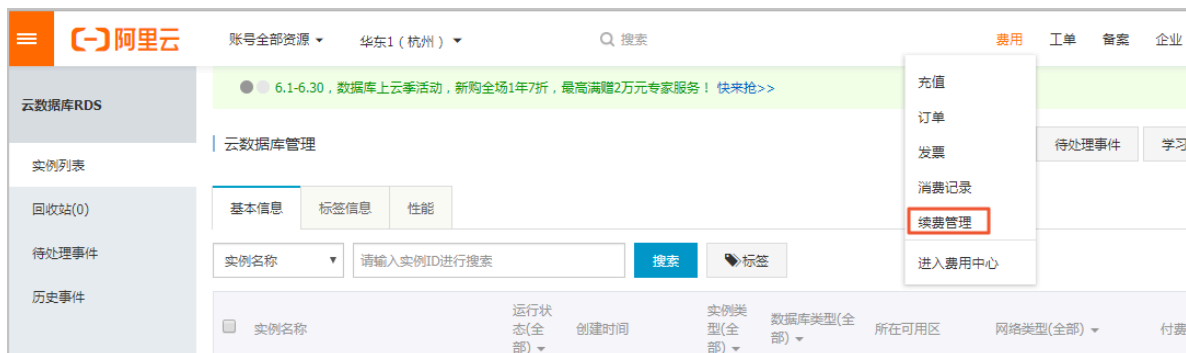 阿里云 账号全部资源 华东1(杭州) 搜索 费用 工单 备案 企业
6.1-6.30,数据库上云季活动,新购全场1年7折,最高满赠2万元专家服务! 快来抢>>
充值
订单
发票
消费记录
续费管理
进入费用中心
云数据库RDS
实例列表
回收站(0)
待处理事件
历史事件
云数据库管理 待处理事件 学习
基本信息 标签信息 性能
实例名称 请输入实例ID进行搜索 搜索 标签
实例名称 运行状态(全部) 创建时间 实例类型(全部) 数据库类型(全部) 所在可用区 网络类型(全部) 付费